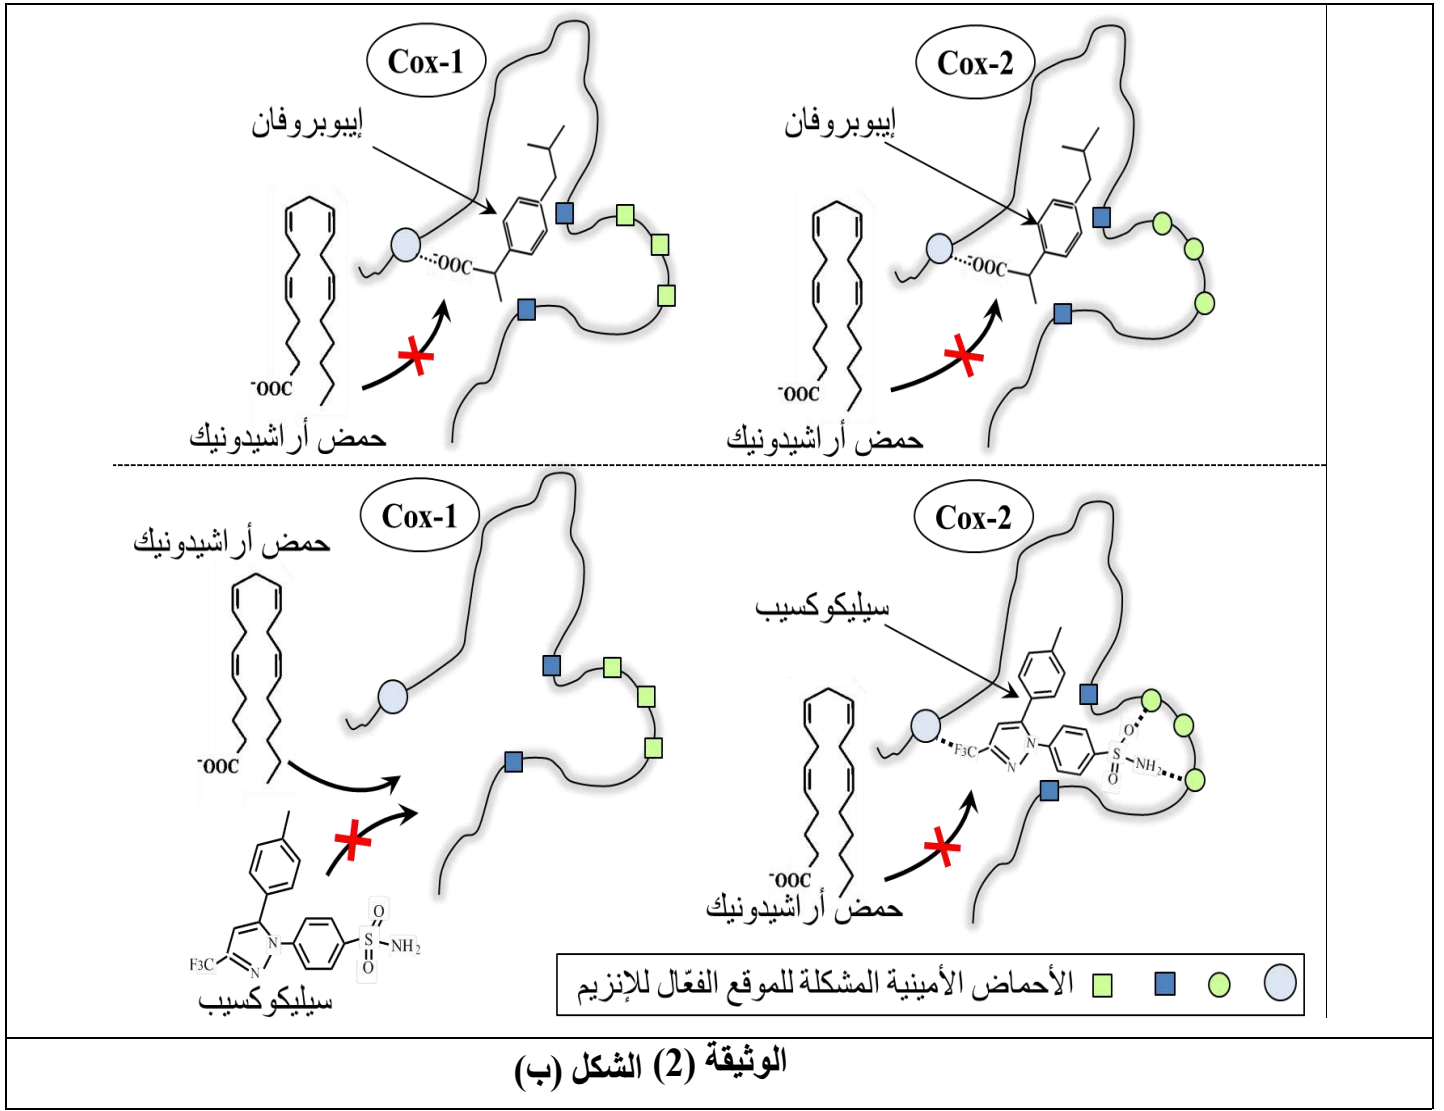 Cox-1
Cox-2
إيبوبروفان
إيبوبروفان
-OOC
-OOC
-OOC
-OOC
حمض أراشيدونيك
حمض أراشيدونيك
Cox-1
Cox-2
حمض أراشيدونيك
سيليكوكسيب
-OOC
F₃C
N
N
S
O
O
NH₂
-OOC
حمض أراشيدونيك
F₃C
N
N
S
O
O
NH₂
سيليكوكسيب
الأحماض الأمينية المشكلة للموقع الفعّال للإنزيم
الوثيقة (2) الشكل (ب)